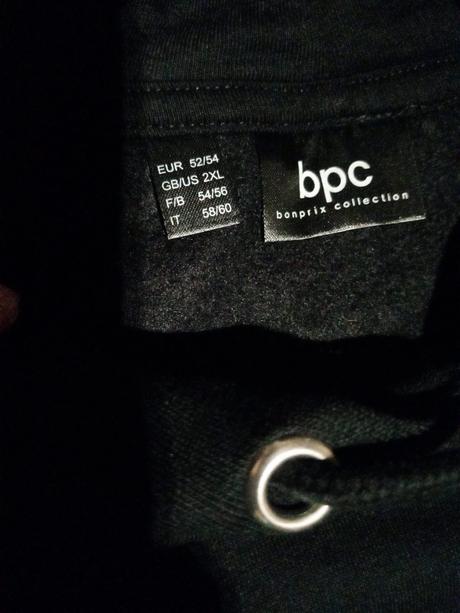 EUR 52/54
GB/US 2XL
F/B 54/56
IT 58/60
bpc
bonprix collection